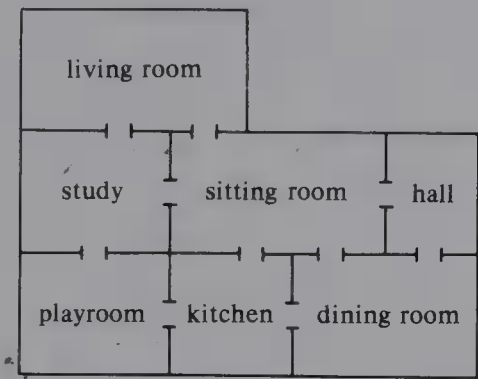 living room
study sitting room hall
playroom kitchen dining room